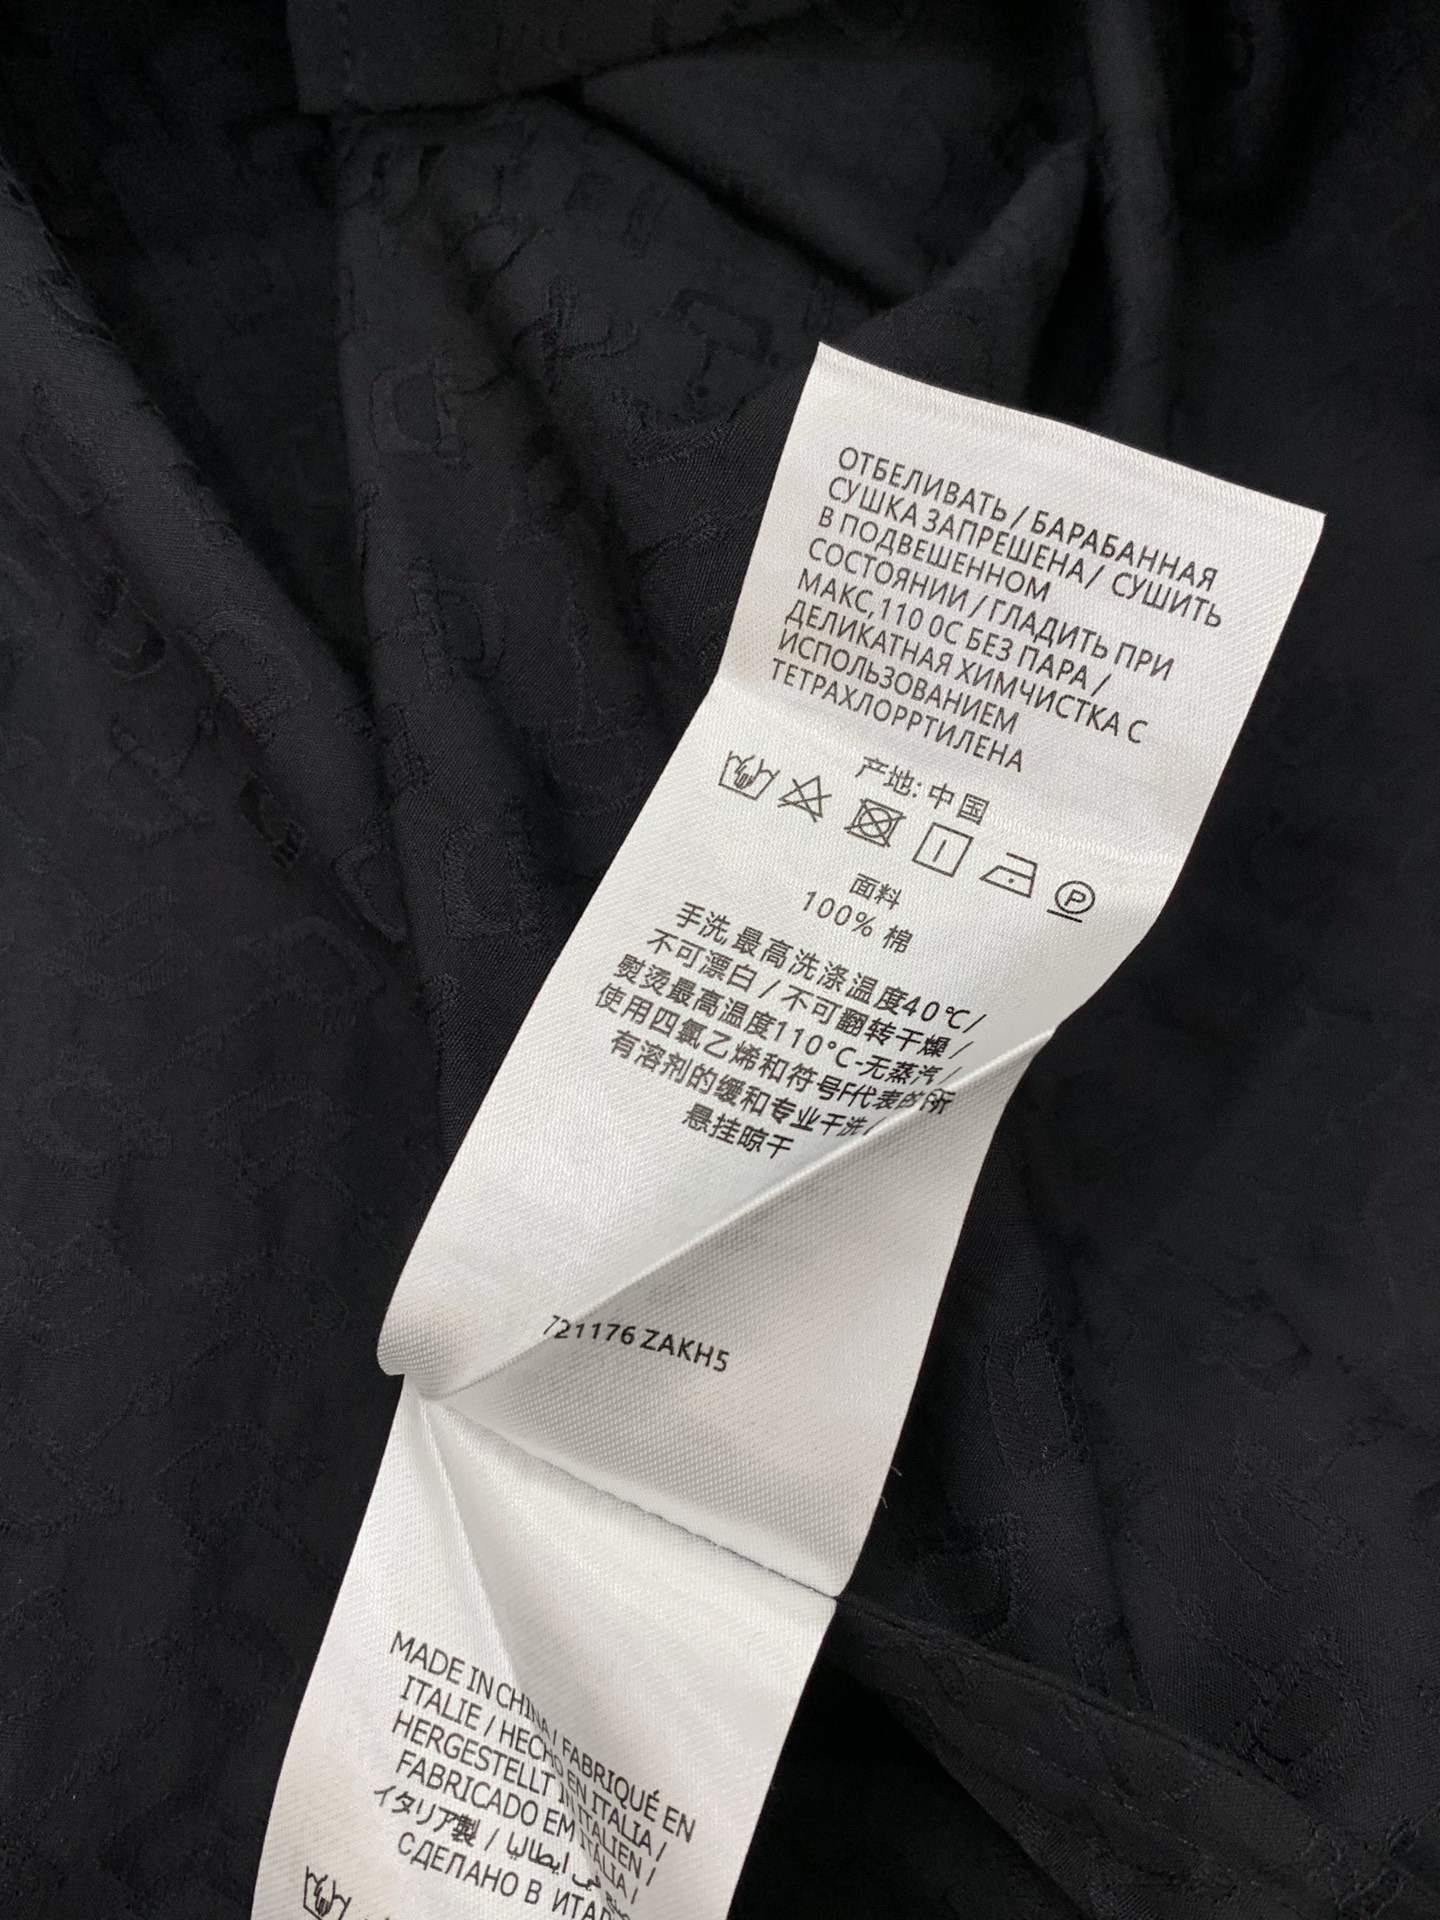 ОТБЕЛИВАТЬ / БАРАБАННАЯ
СУШКА ЗАПРЕШЕНА / СУШИТЬ
В ПОДВЕШЕННОМ
СОСТОЯНИИ / ГЛАДИТЬ ПРИ
МАКС,110 0С БЕЗ ПАРА /
ДЕЛИКАТНАЯ ХИМЧИСТКА С
ИСПОЛЬЗОВАНИЕМ
ТЕТРАХЛОРРТИЛЕНА
产地: 中国
P
面料
100% 棉
手洗,最高洗涤温度40℃/
不可漂白 / 不可翻转干燥 /
熨烫最高温度110°C-无蒸汽 /
使用四氯乙烯和符号F代表的所
有溶剂的缓和专业干洗/
悬挂晾干
721176 ZAKH5
MADE IN CHINA / FABRIQUÉ EN
ITALIE / HECHO EN ITALIA /
HERGESTELLT IN ITALIEN /
FABRICADO EM ITÁLIA /
イタリア製 / صنع في ايطاليا
СДЕЛАНО В